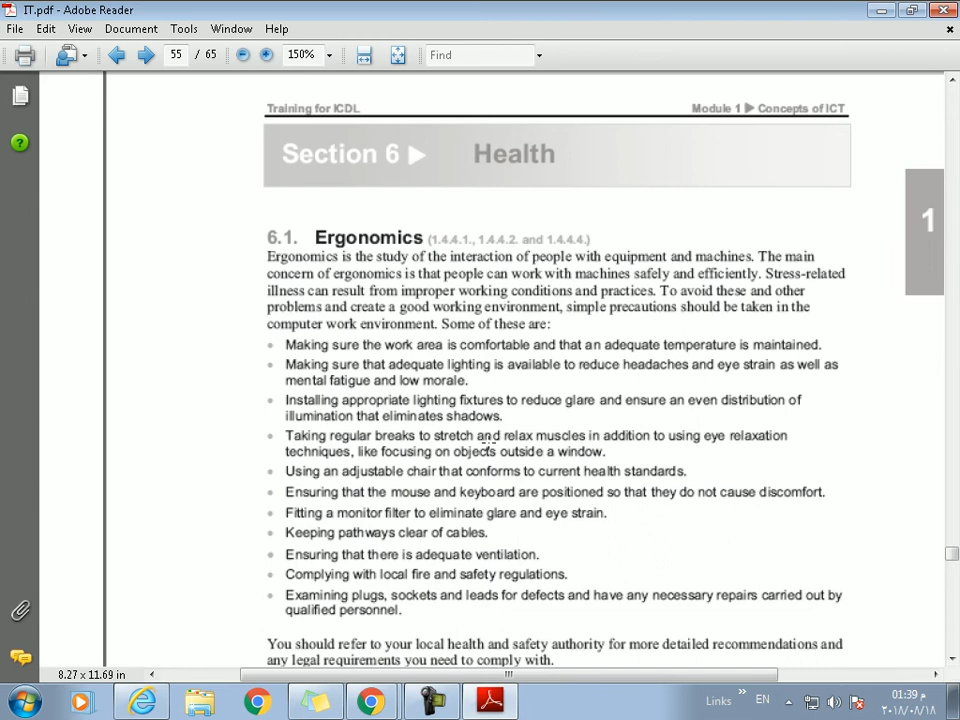 IT.pdf - Adobe Reader
File Edit View Document Tools Window Help
55 / 65 150% Find
Training for ICDL Module 1 ▶ Concepts of ICT
Section 6 ▶ Health
1
6.1. Ergonomics (1.4.4.1., 1.4.4.2. and 1.4.4.4.)
Ergonomics is the study of the interaction of people with equipment and machines. The main
concern of ergonomics is that people can work with machines safely and efficiently. Stress-related
illness can result from improper working conditions and practices. To avoid these and other
problems and create a good working environment, simple precautions should be taken in the
computer work environment. Some of these are:
• Making sure the work area is comfortable and that an adequate temperature is maintained.
• Making sure that adequate lighting is available to reduce headaches and eye strain as well as
mental fatigue and low morale.
• Installing appropriate lighting fixtures to reduce glare and ensure an even distribution of
illumination that eliminates shadows.
• Taking regular breaks to stretch and relax muscles in addition to using eye relaxation
techniques, like focusing on objects outside a window.
• Using an adjustable chair that conforms to current health standards.
• Ensuring that the mouse and keyboard are positioned so that they do not cause discomfort.
• Fitting a monitor filter to eliminate glare and eye strain.
• Keeping pathways clear of cables.
• Ensuring that there is adequate ventilation.
• Complying with local fire and safety regulations.
• Examining plugs, sockets and leads for defects and have any necessary repairs carried out by
qualified personnel.
You should refer to your local health and safety authority for more detailed recommendations and
any legal requirements you need to comply with.
8.27 x 11.69 in
Links » EN 01:39 م
٢٠١٨/٠٨/١٨